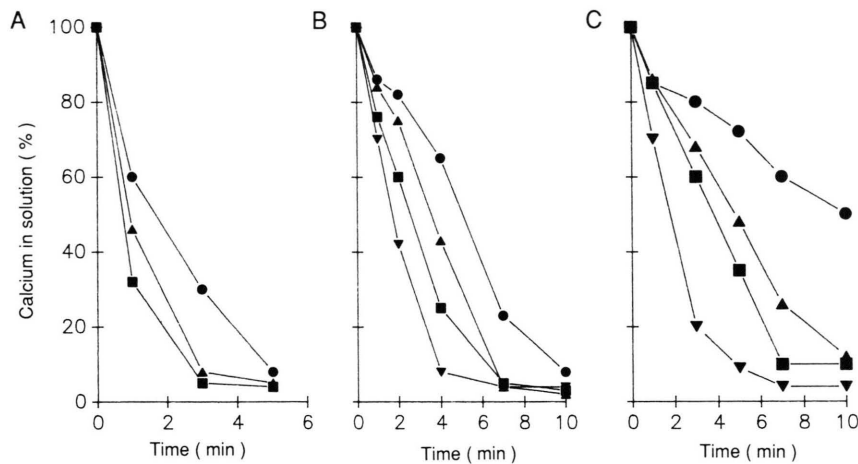 A
B
C
Calcium in solution ( % )
100
80
60
40
20
0
0 2 4 6
0 2 4 6 8 10
0 2 4 6 8 10
Time ( min )
Time ( min )
Time ( min )